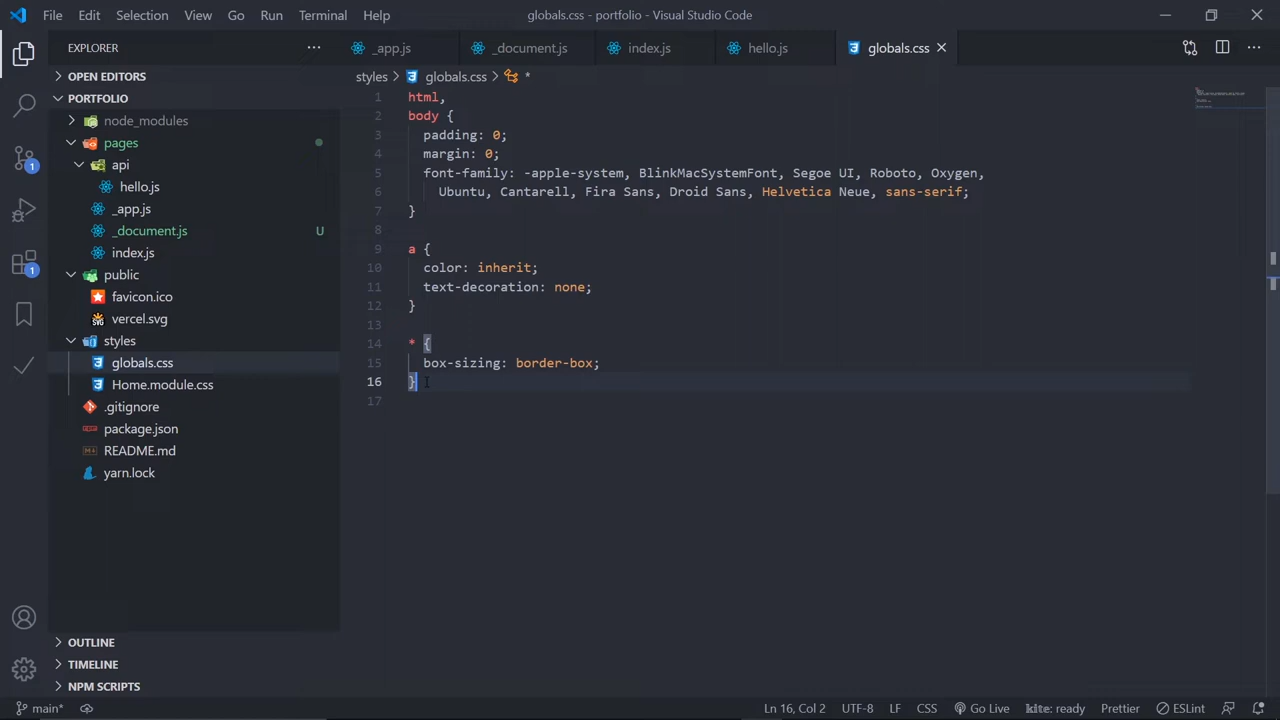 File Edit Selection View Go Run Terminal Help
globals.css - portfolio - Visual Studio Code
EXPLORER
OPEN EDITORS
PORTFOLIO
node_modules
pages
api
hello.js
_app.js
_document.js U
index.js
public
favicon.ico
vercel.svg
styles
globals.css
Home.module.css
.gitignore
package.json
README.md
yarn.lock
OUTLINE
TIMELINE
NPM SCRIPTS
1
1
_app.js _document.js index.js hello.js globals.css
styles > globals.css > *
1 html,
2 body {
3 padding: 0;
4 margin: 0;
5 font-family: -apple-system, BlinkMacSystemFont, Segoe UI, Roboto, Oxygen,
6 Ubuntu, Cantarell, Fira Sans, Droid Sans, Helvetica Neue, sans-serif;
7 }
8
9 a {
10 color: inherit;
11 text-decoration: none;
12 }
13
14 * {
15 box-sizing: border-box;
16 }
17
main* Ln 16, Col 2 UTF-8 LF CSS Go Live kite: ready Prettier ESLint